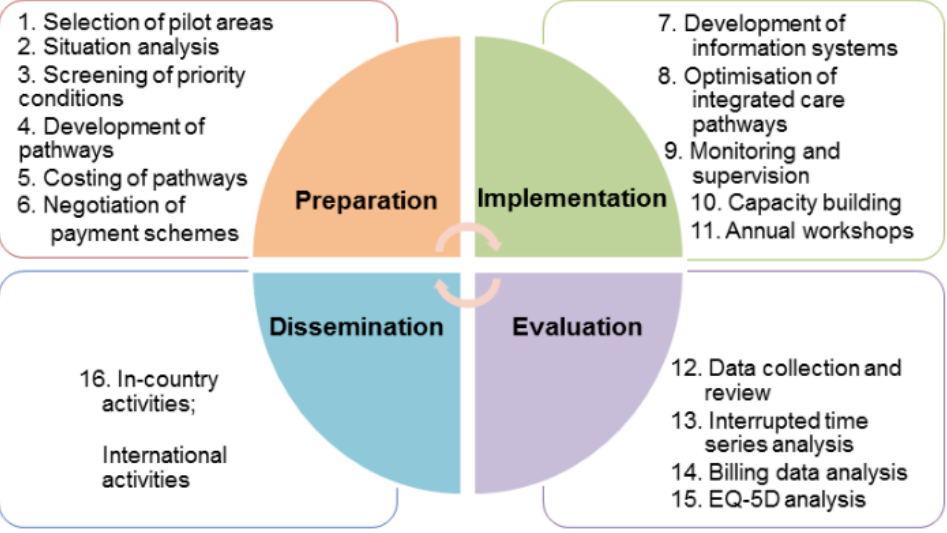 1. Selection of pilot areas
2. Situation analysis
3. Screening of priority
conditions
4. Development of
pathways
5. Costing of pathways
6. Negotiation of
payment schemes
Preparation
Implementation
7. Development of
information systems
8. Optimisation of
integrated care
pathways
9. Monitoring and
supervision
10. Capacity building
11. Annual workshops
Dissemination
Evaluation
16. In-country
activities;
International
activities
12. Data collection and
review
13. Interrupted time
series analysis
14. Billing data analysis
15. EQ-5D analysis